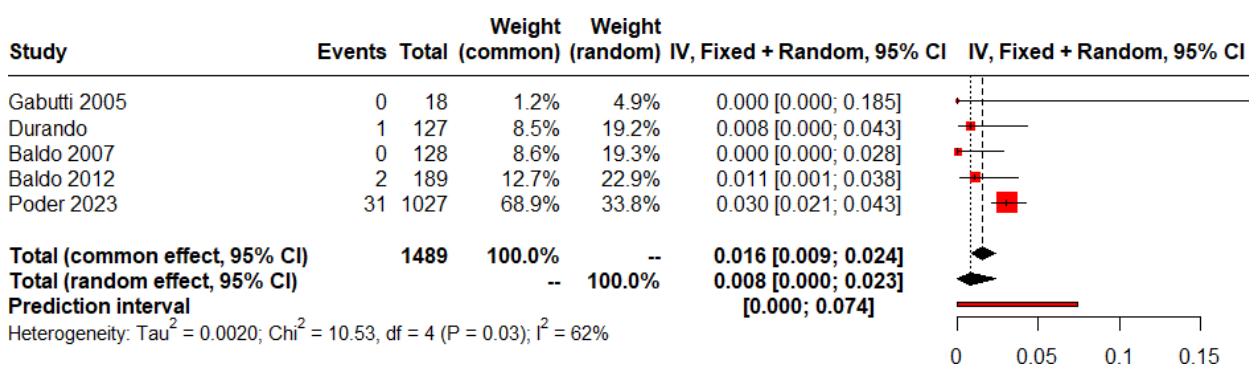 Weight Weight
Study Events Total (common) (random) IV, Fixed + Random, 95% CI IV, Fixed + Random, 95% CI
Gabutti 2005 0 18 1.2% 4.9% 0.000 [0.000; 0.185]
Durando 1 127 8.5% 19.2% 0.008 [0.000; 0.043]
Baldo 2007 0 128 8.6% 19.3% 0.000 [0.000; 0.028]
Baldo 2012 2 189 12.7% 22.9% 0.011 [0.001; 0.038]
Poder 2023 31 1027 68.9% 33.8% 0.030 [0.021; 0.043]
Total (common effect, 95% CI) 1489 100.0% -- 0.016 [0.009; 0.024]
Total (random effect, 95% CI) -- 100.0% 0.008 [0.000; 0.023]
Prediction interval [0.000; 0.074]
Heterogeneity: Tau² = 0.0020; Chi² = 10.53, df = 4 (P = 0.03); I² = 62%
0 0.05 0.1 0.15